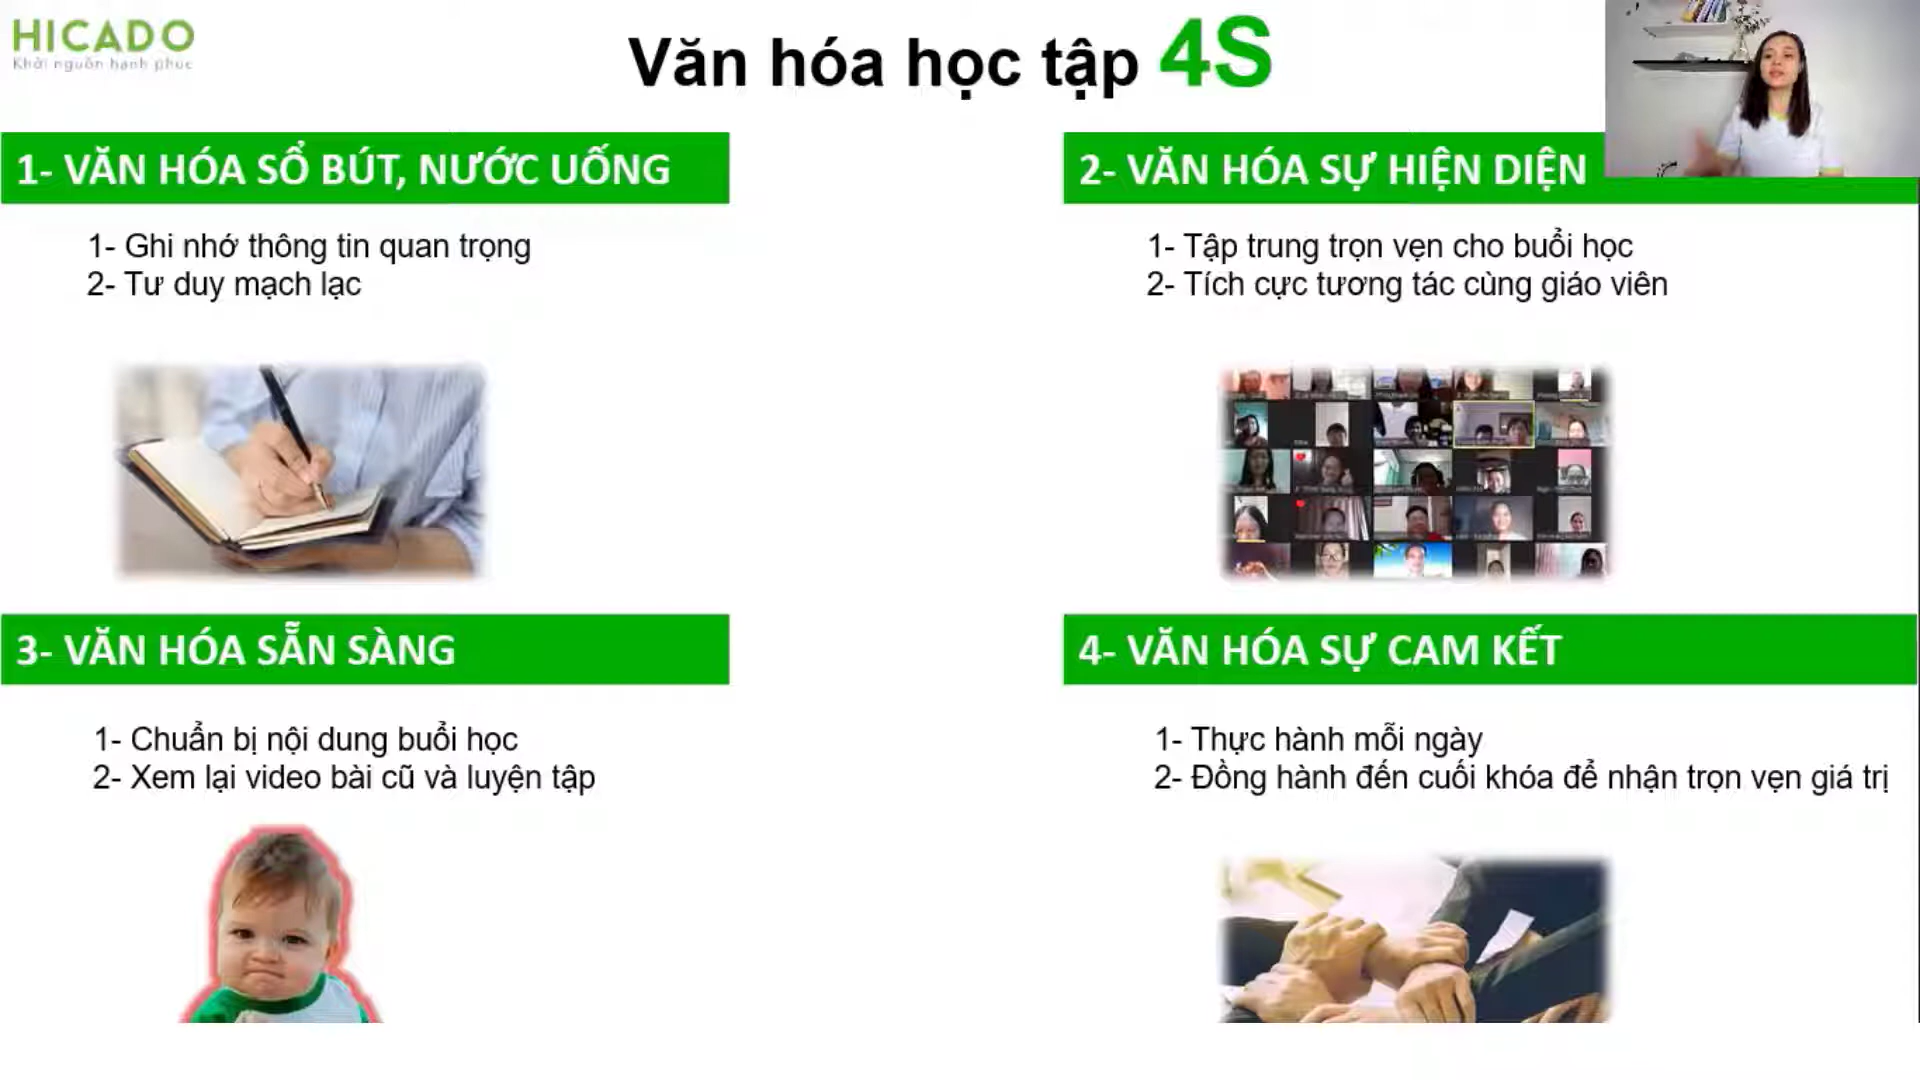 HICADO
Khởi nguồn hạnh phúc
Văn hóa học tập 4S
1- VĂN HÓA SỔ BÚT, NƯỚC UỐNG
1- Ghi nhớ thông tin quan trọng
2- Tư duy mạch lạc
2- VĂN HÓA SỰ HIỆN DIỆN
1- Tập trung trọn vẹn cho buổi học
2- Tích cực tương tác cùng giáo viên
3- VĂN HÓA SẴN SÀNG
1- Chuẩn bị nội dung buổi học
2- Xem lại video bài cũ và luyện tập
4- VĂN HÓA SỰ CAM KẾT
1- Thực hành mỗi ngày
2- Đồng hành đến cuối khóa để nhận trọn vẹn giá trị